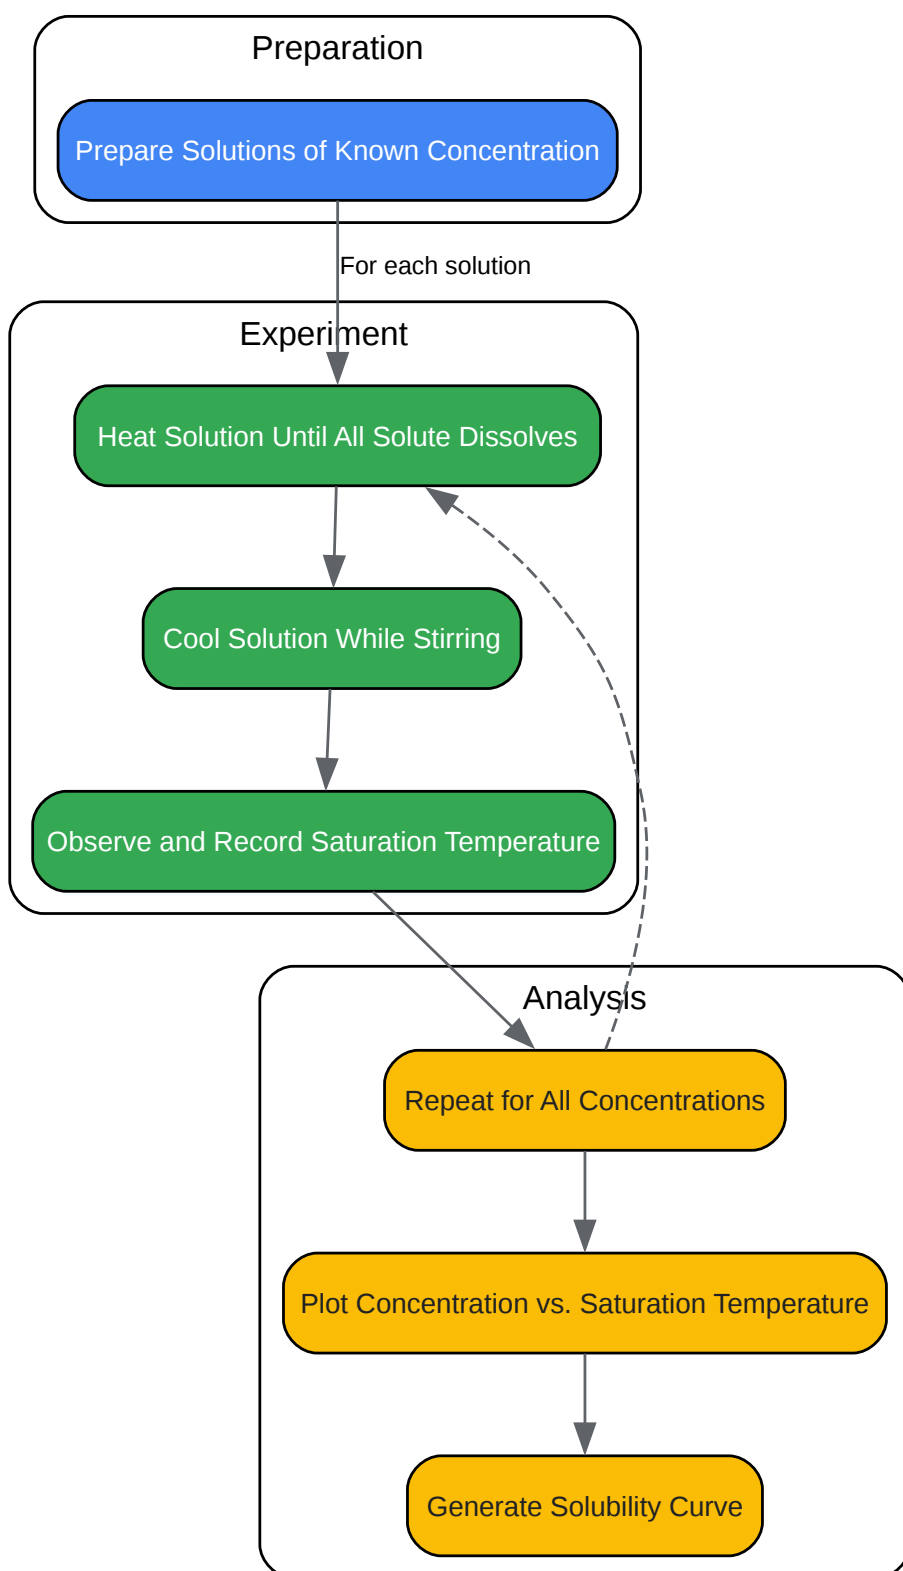 Preparation
Prepare Solutions of Known Concentration
For each solution
Experiment
Heat Solution Until All Solute Dissolves
Cool Solution While Stirring
Observe and Record Saturation Temperature
Analysis
Repeat for All Concentrations
Plot Concentration vs. Saturation Temperature
Generate Solubility Curve